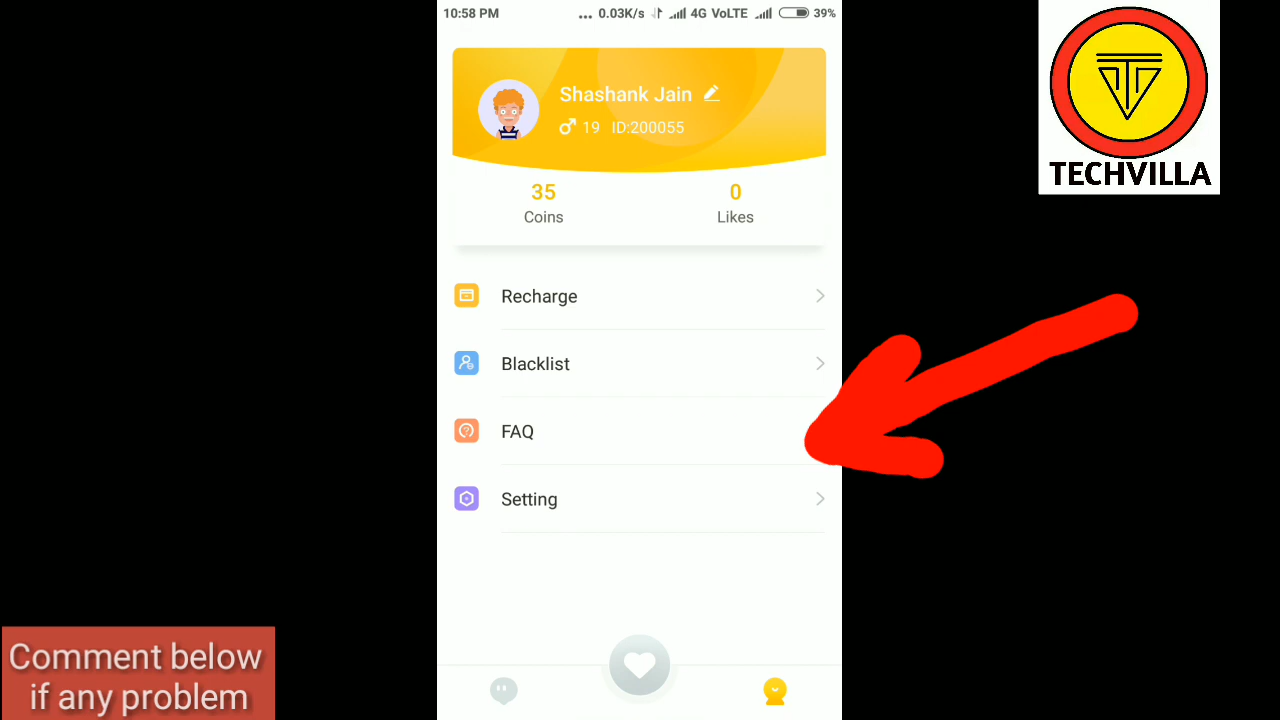 10:58 PM ... 0.03K/s 4G VoLTE 39%
Shashank Jain
19 ID:200055
35 0
Coins Likes
Recharge
Blacklist
FAQ
Setting
TECHVILLA
Comment below
if any problem